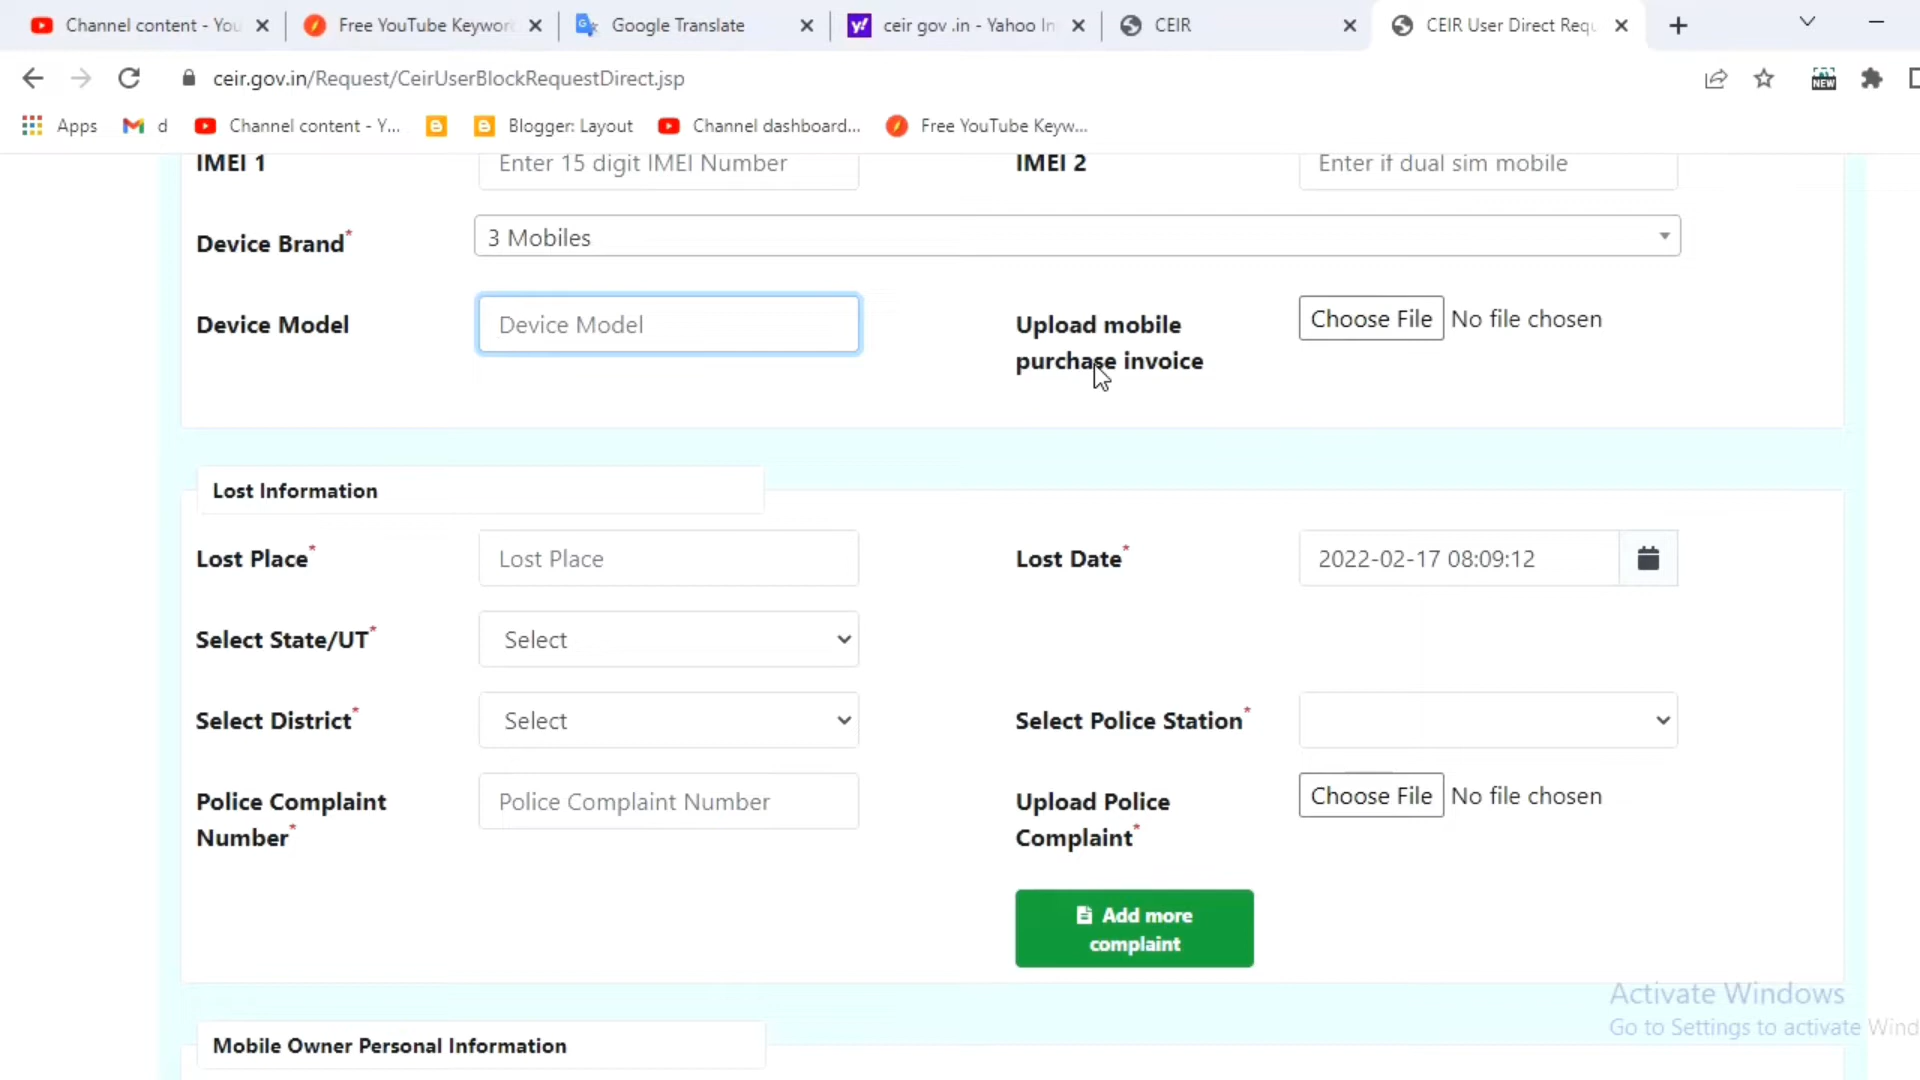 Channel content - You
Free YouTube Keywor
Google Translate
ceir gov .in - Yahoo In
CEIR
CEIR User Direct Requ
ceir.gov.in/Request/CeirUserBlockRequestDirect.jsp
NEW
Apps
d
Channel content - Y...
Blogger: Layout
Channel dashboard...
Free YouTube Keyw...
IMEI 1
Enter 15 digit IMEI Number
IMEI 2
Enter if dual sim mobile
Device Brand*
3 Mobiles
Device Model
Device Model
Upload mobile
purchase invoice
Choose File
No file chosen
Lost Information
Lost Place*
Lost Place
Lost Date*
2022-02-17 08:09:12
Select State/UT*
Select
Select District*
Select
Select Police Station*
Police Complaint
Number*
Police Complaint Number
Upload Police
Complaint*
Choose File
No file chosen
Add more
complaint
Activate Windows
Go to Settings to activate Wind
Mobile Owner Personal Information